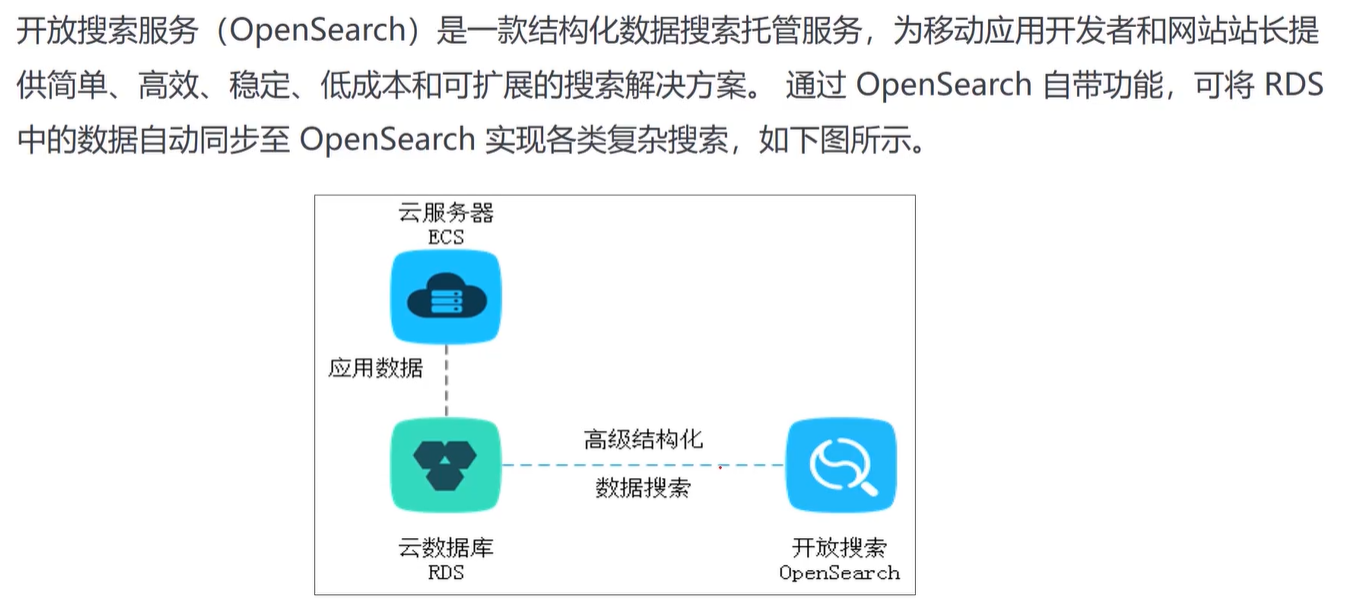 开放搜索服务（OpenSearch）是一款结构化数据搜索托管服务，为移动应用开发者和网站站长提
供简单、高效、稳定、低成本和可扩展的搜索解决方案。 通过 OpenSearch 自带功能，可将 RDS
中的数据自动同步至 OpenSearch 实现各类复杂搜索，如下图所示。
云服务器
ECS
应用数据
高级结构化
数据搜索
云数据库
RDS
开放搜索
OpenSearch